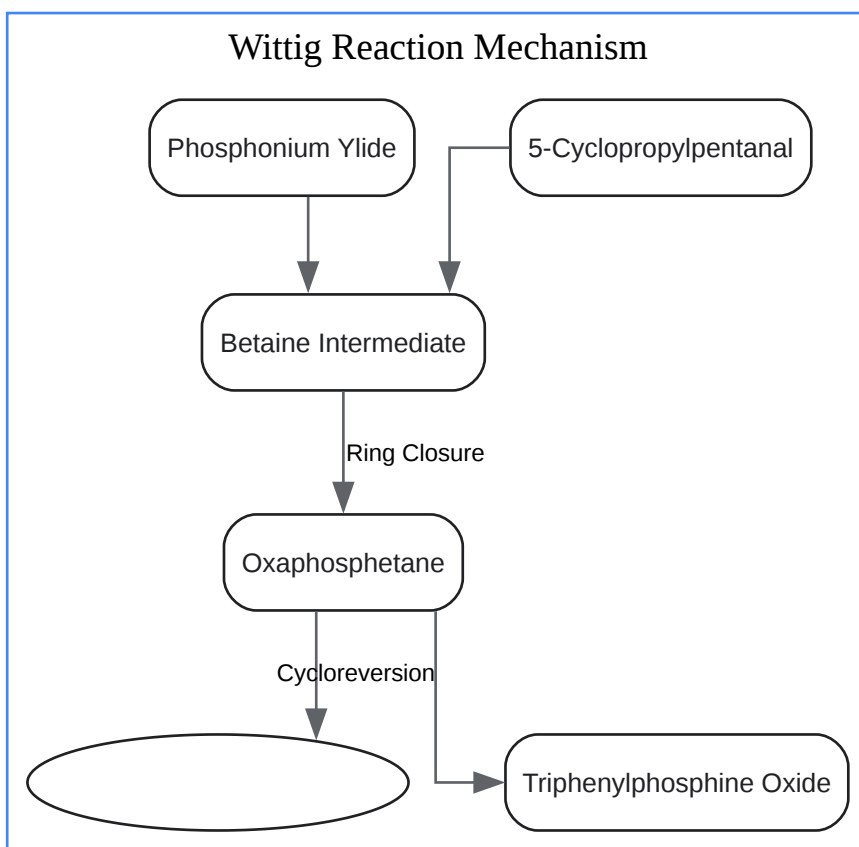 Wittig Reaction Mechanism
Phosphonium Ylide
5-Cyclopropylpentanal
Betaine Intermediate
Ring Closure
Oxaphosphetane
Cycloreversion
Triphenylphosphine Oxide